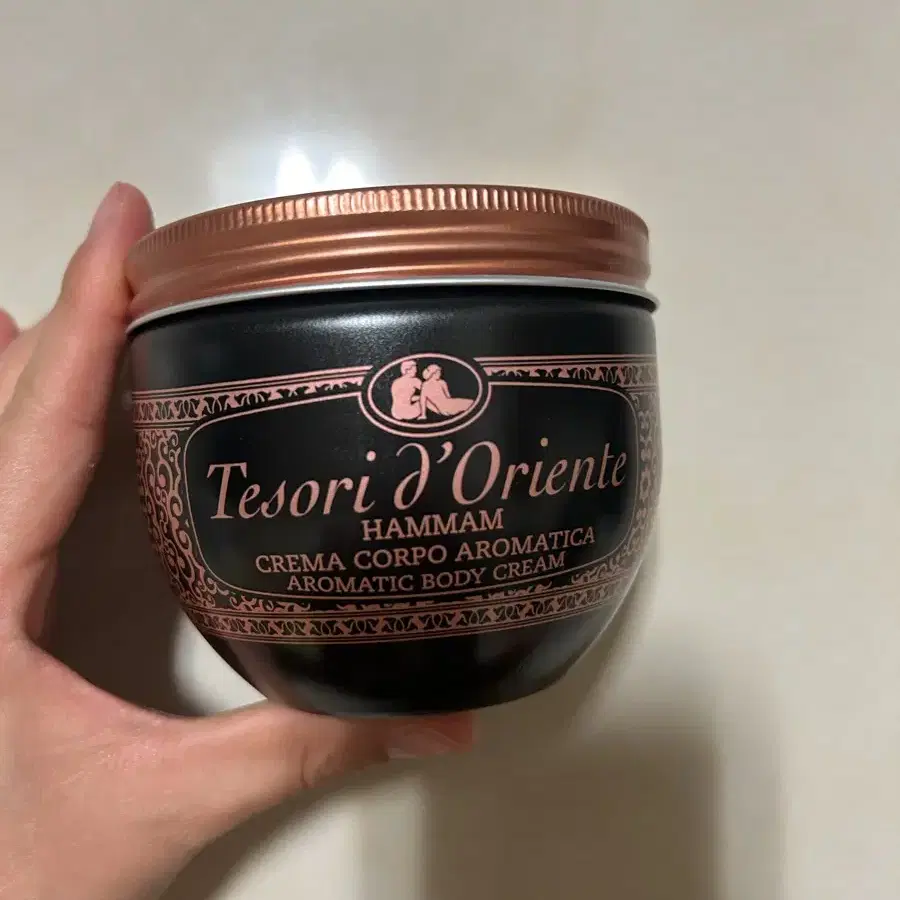 Tesori d'Oriente
HAMMAM
CREMA CORPO AROMATICA
AROMATIC BODY CREAM